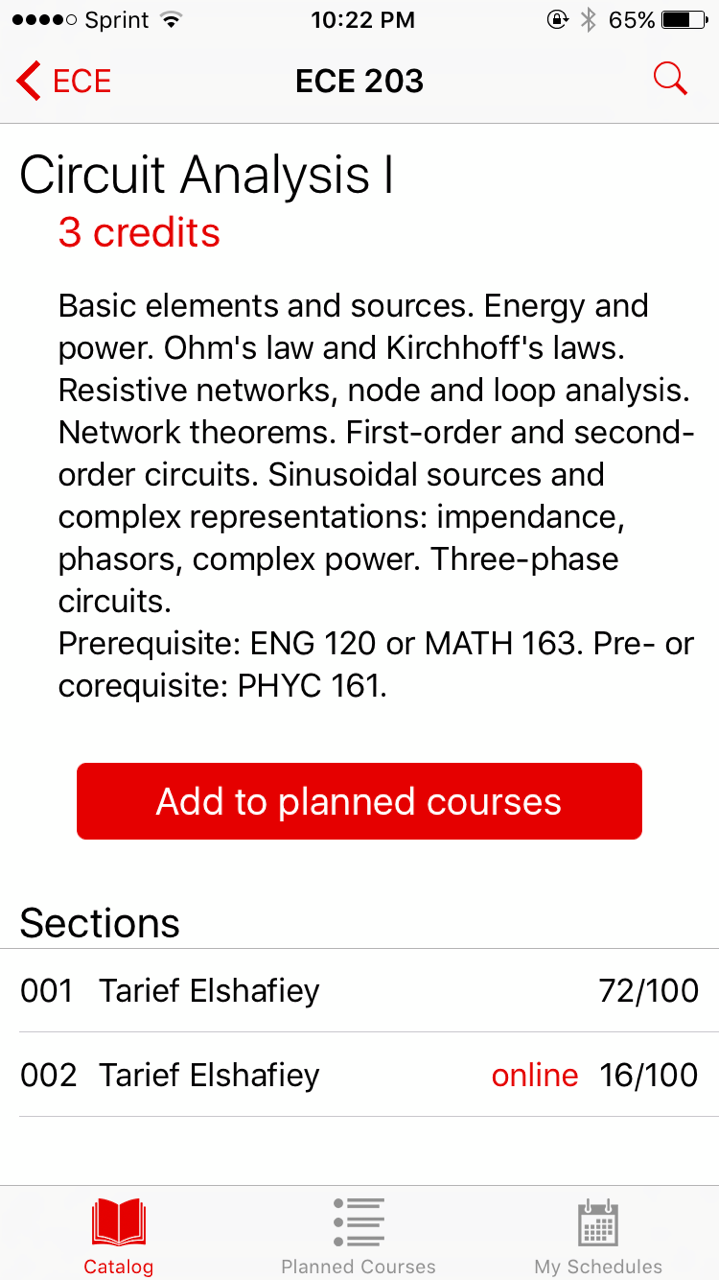 Sprint 10:22 PM 65%
ECE ECE 203
Circuit Analysis I
3 credits
Basic elements and sources. Energy and
power. Ohm's law and Kirchhoff's laws.
Resistive networks, node and loop analysis.
Network theorems. First-order and second-
order circuits. Sinusoidal sources and
complex representations: impendance,
phasors, complex power. Three-phase
circuits.
Prerequisite: ENG 120 or MATH 163. Pre- or
corequisite: PHYC 161.
Add to planned courses
Sections
001 Tarief Elshafiey 72/100
002 Tarief Elshafiey online 16/100
Catalog Planned Courses My Schedules